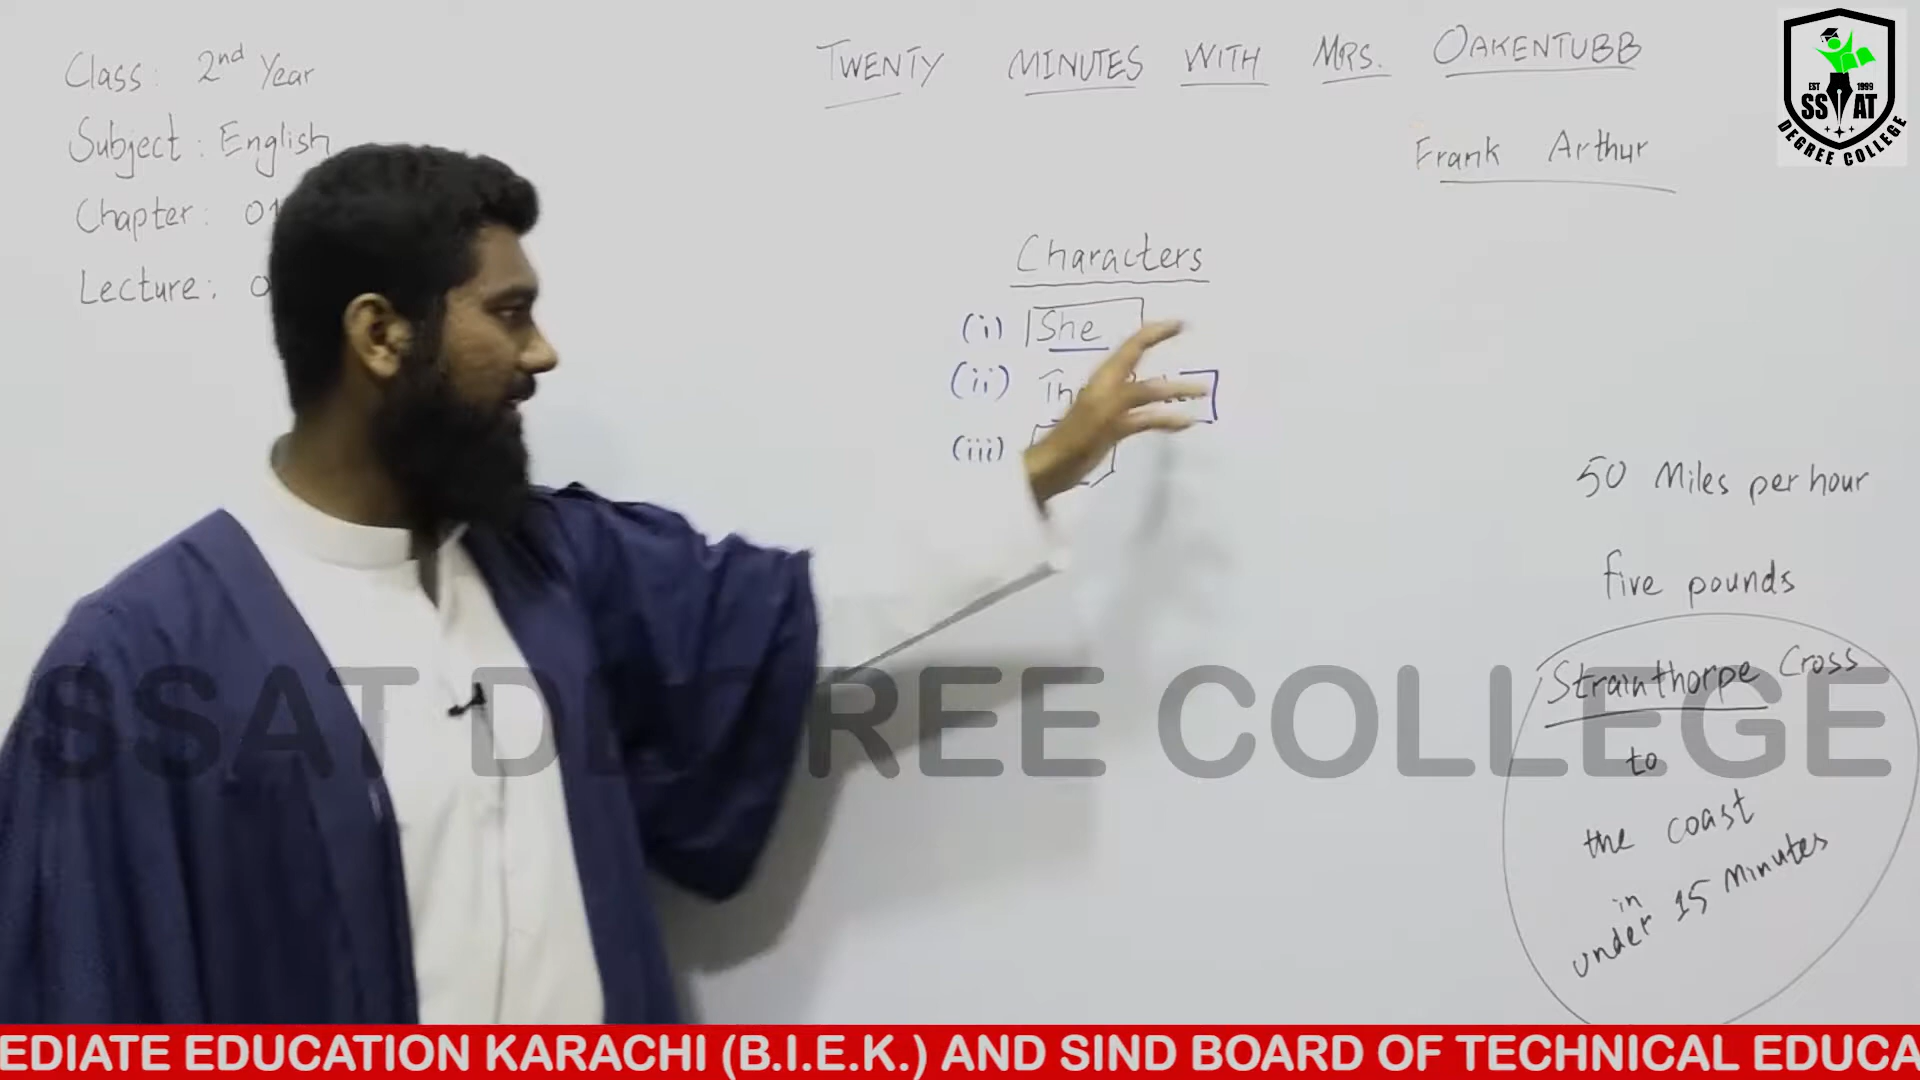 Class: 2nd Year
Subject: English
Chapter: 01
Lecture: 0
TWENTY MINUTES WITH MRS. OAKENTUBB
Frank Arthur
EST 1999
SSAT
DEGREE COLLEGE
Characters
(i) She
(ii)
(iii)
50 Miles per hour
five pounds
Strainthorpe Cross
to
the coast
in
under 15 Minutes
SSAT DEGREE COLLEGE
EDIATE EDUCATION KARACHI (B.I.E.K.) AND SIND BOARD OF TECHNICAL EDUCA